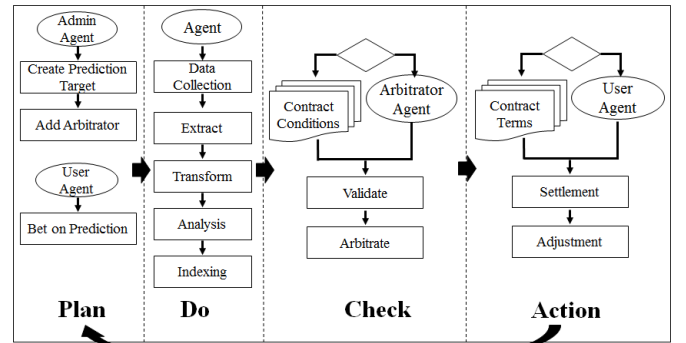 Admin
Agent
Create Prediction
Target
Add Arbitrator
User
Agent
Bet on Prediction
Plan
Agent
Data
Collection
Extract
Transform
Analysis
Indexing
Do
Contract
Conditions
Arbitrator
Agent
Validate
Arbitrate
Check
Contract
Terms
User
Agent
Settlement
Adjustment
Action